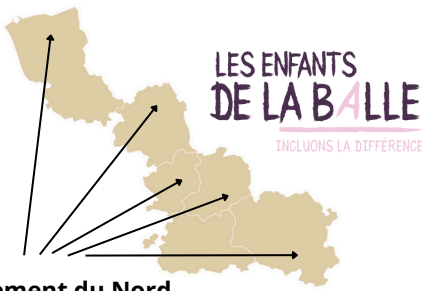 LES ENFANTS
DE LA BALLE
INCLUONS LA DIFFÉRENCE
ement du Nord